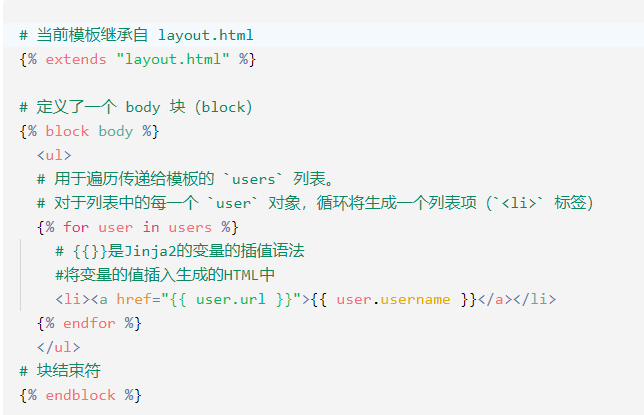 # 当前模板继承自 layout.html
{% extends "layout.html" %}
# 定义了一个 body 块（block）
{% block body %}
<ul>
# 用于遍历传递给模板的 `users` 列表。
# 对于列表中的每一个 `user` 对象，循环将生成一个列表项（`<li>` 标签）
{% for user in users %}
# {{}}是Jinja2的变量的插值语法
#将变量的值插入生成的HTML中
<li><a href="{{ user.url }}">{{ user.username }}</a></li>
{% endfor %}
</ul>
# 块结束符
{% endblock %}